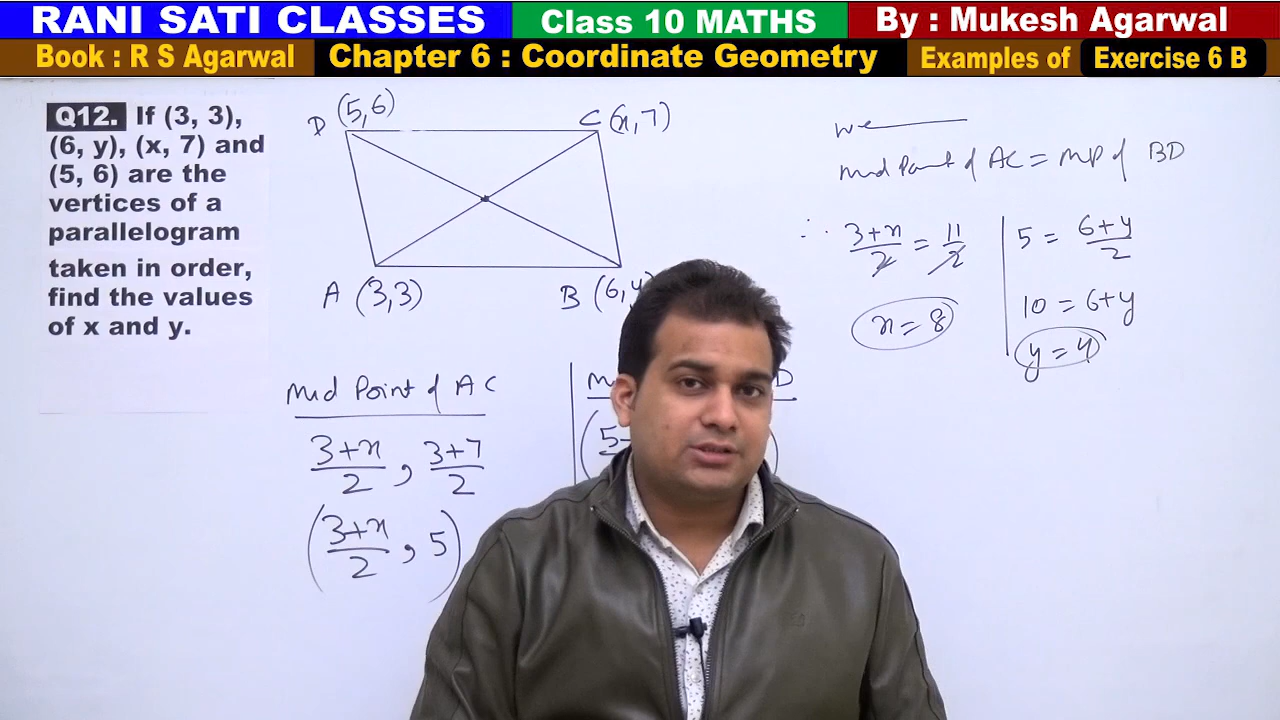 RANI SATI CLASSES
Class 10 MATHS
By : Mukesh Agarwal
Book : R S Agarwal
Chapter 6 : Coordinate Geometry
Examples of Exercise 6 B
Q12. If (3, 3),
(6, y), (x, 7) and
(5, 6) are the
vertices of a
parallelogram
taken in order,
find the values
of x and y.
D (5,6)
C (x,7)
A (3,3)
B (6,y
Mid Point of AC
3+x/2 , 3+7/2
(3+x/2 , 5)
M
D
(5
)
we
Mid Point of AC = MP of BD
∴ 3+x/2 = 11/2
x = 8
5 = 6+y/2
10 = 6+y
y = 4